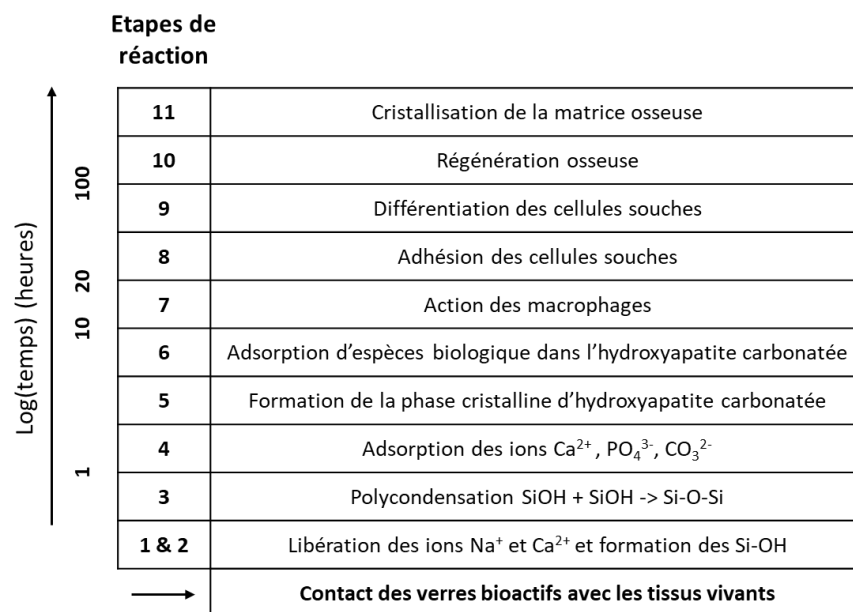 Etapes de
réaction
11 Cristallisation de la matrice osseuse
10 Régénération osseuse
100
9 Différentiation des cellules souches
8 Adhésion des cellules souches
20
7 Action des macrophages
10
6 Adsorption d'espèces biologique dans l'hydroxyapatite carbonatée
5 Formation de la phase cristalline d'hydroxyapatite carbonatée
4 Adsorption des ions Ca²⁺ , PO₄³⁻, CO₃²⁻
1
3 Polycondensation SiOH + SiOH -> Si-O-Si
1 & 2 Libération des ions Na⁺ et Ca²⁺ et formation des Si-OH
Contact des verres bioactifs avec les tissus vivants
Log(temps) (heures)